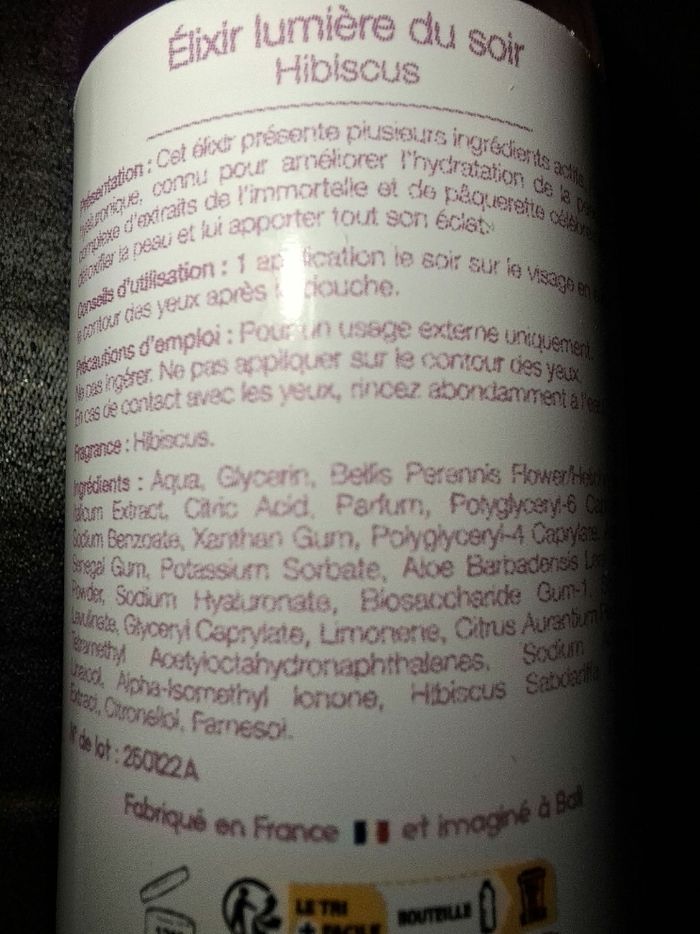 Élixir lumière du soir
Hibiscus
Présentation : Cet élixir présente plusieurs ingrédients actifs
hyaluronique, connu pour améliorer l'hydratation de la
complexe d'extraits de l'immortelle et de pâquerette
détoxifier la peau et lui apporter tout son éclat.
Conseils d'utilisation : 1 application le soir sur le visage en
le contour des yeux après douche.
Précautions d'emploi : Pour un usage externe uniquement.
Ne pas ingérer. Ne pas appliquer sur le contour des yeux.
En cas de contact avec les yeux, rincez abondamment à
Fragrance : Hibiscus.
Ingrédients : Aqua, Glycerin, Bellis Perennis Flower/
Italicum Extract, Citric Acid, Parfum, Polyglyceryl-6
Sodium Benzoate, Xanthan Gum, Polyglyceryl-4 Caprylate,
Senegal Gum, Potassium Sorbate, Aloe Barbadensis
Powder, Sodium Hyaluronate, Biosaccharide Gum-1,
Levulinate, Glyceryl Caprylate, Limonene, Citrus Aurantium
Tetramethyl Acetyloctahydronaphthalenes, Sodium
Linalool, Alpha-Isomethyl Ionone, Hibiscus Sabdariffa
Extract, Citronellol, Farnesol.
N° de lot : 250122A
Fabriqué en France et imaginé à
LE TRI
+ FACILE
BOUTEILLE